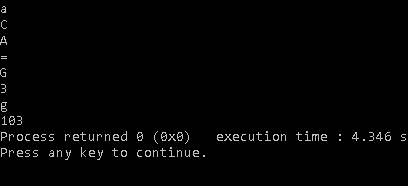 a
C
A
=
G
3
g
103
Process returned 0 (0x0)   execution time : 4.346 s
Press any key to continue.